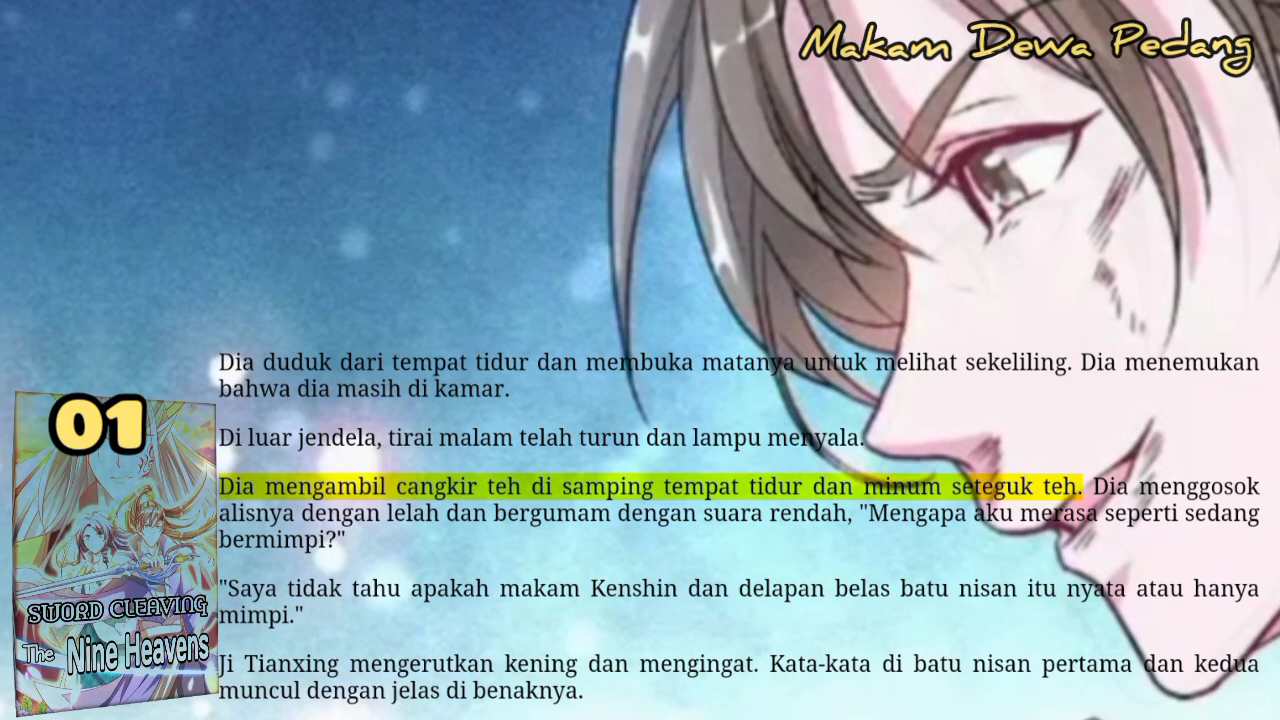 Makam Dewa Pedang
Dia duduk dari tempat tidur dan membuka matanya untuk melihat sekeliling. Dia menemukan
bahwa dia masih di kamar.
Di luar jendela, tirai malam telah turun dan lampu menyala.
Dia mengambil cangkir teh di samping tempat tidur dan minum seteguk teh. Dia menggosok
alisnya dengan lelah dan bergumam dengan suara rendah, "Mengapa aku merasa seperti sedang
bermimpi?"
"Saya tidak tahu apakah makam Kenshin dan delapan belas batu nisan itu nyata atau hanya
mimpi."
Ji Tianxing mengerutkan kening dan mengingat. Kata-kata di batu nisan pertama dan kedua
muncul dengan jelas di benaknya.
01
SWORD CLEAVING
The Nine Heavens